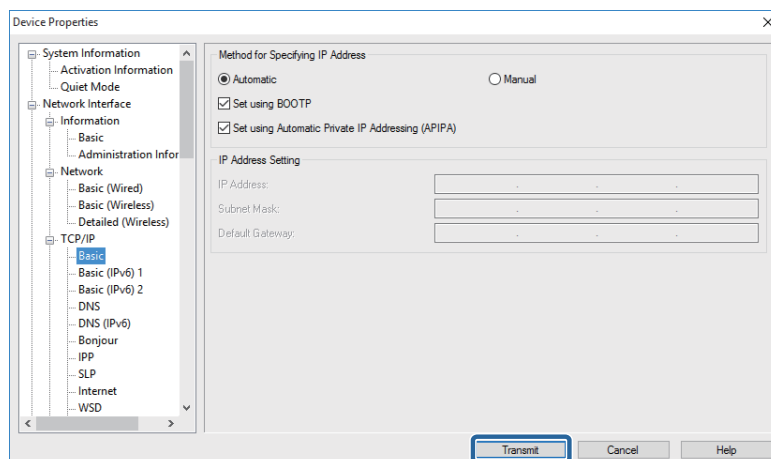 Device Properties
System Information
Activation Information
Quiet Mode
Network Interface
Information
Basic
Administration Infor
Network
Basic (Wired)
Basic (Wireless)
Detailed (Wireless)
TCP/IP
Basic
Basic (IPv6) 1
Basic (IPv6) 2
DNS
DNS (IPv6)
Bonjour
IPP
SLP
Internet
WSD
Method for Specifying IP Address
Automatic
Manual
Set using BOOTP
Set using Automatic Private IP Addressing (APIPA)
IP Address Setting
IP Address:
Subnet Mask:
Default Gateway:
Transmit
Cancel
Help